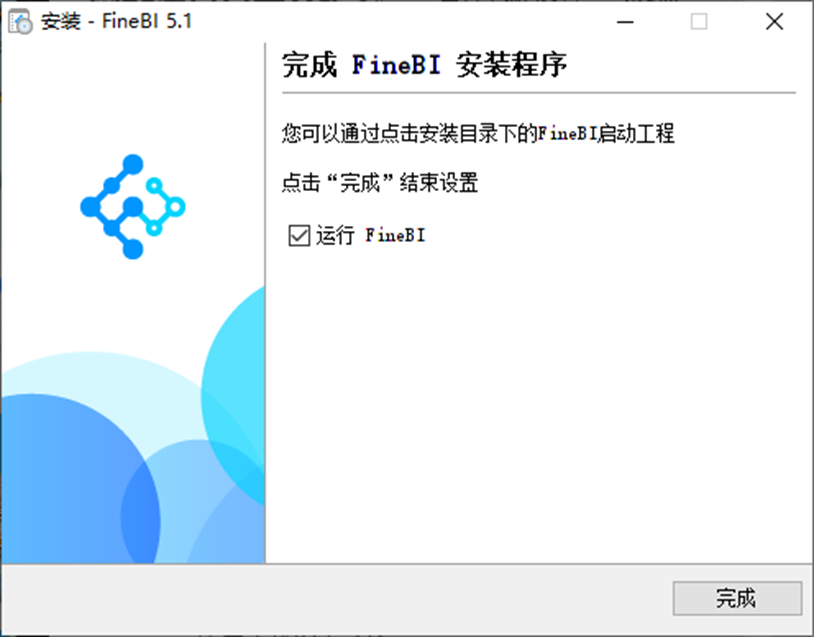 安装 - FineBI 5.1
完成 FineBI 安装程序
您可以通过点击安装目录下的FineBI启动工程
点击“完成”结束设置
运行 FineBI
完成